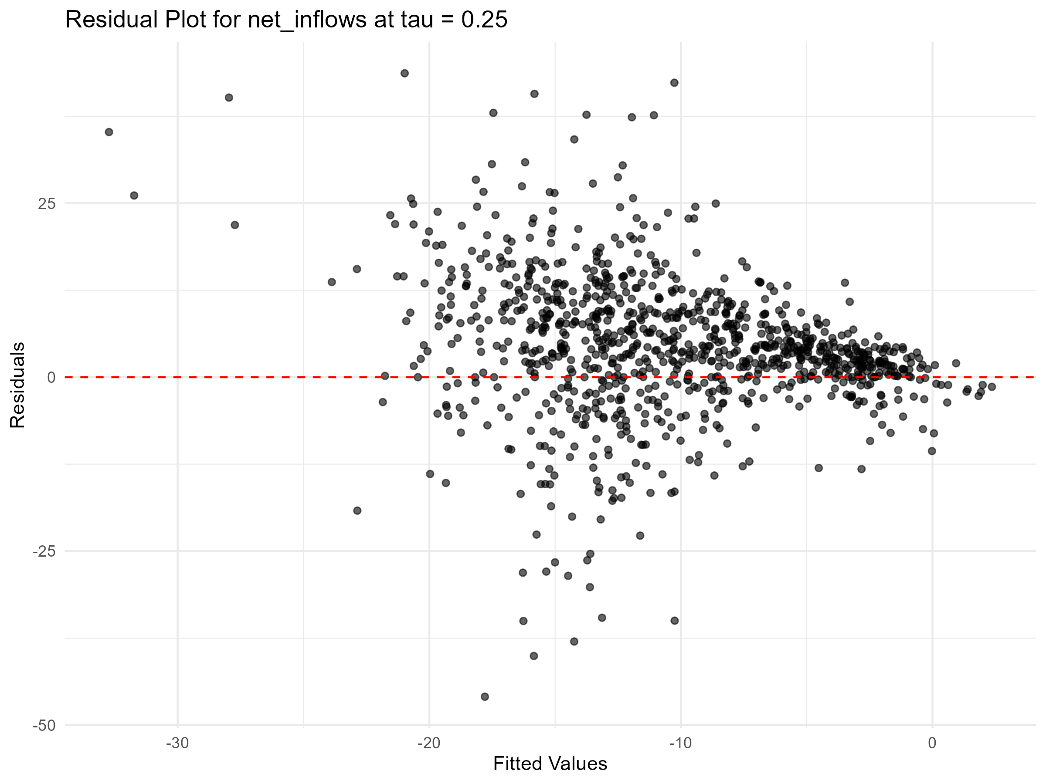 Residual Plot for net_inflows at tau = 0.25
Residuals
25
0
-25
-50
-30
-20
-10
0
Fitted Values